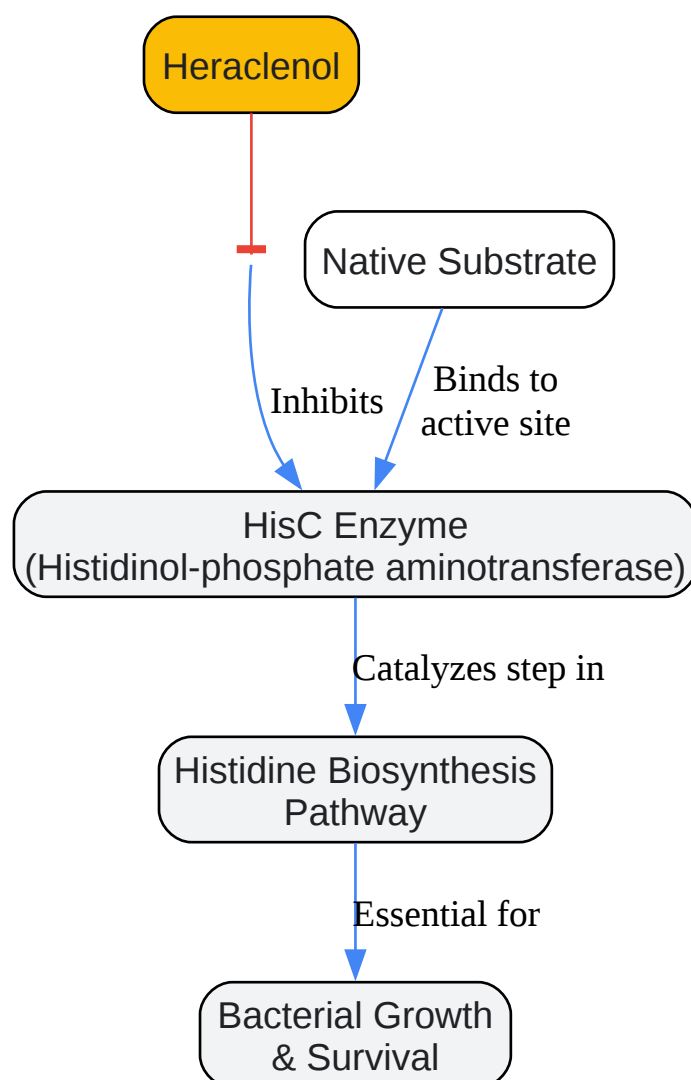 Heraclenol
Native Substrate
Inhibits
Binds to
active site
HisC Enzyme
(Histidinol-phosphate aminotransferase)
Catalyzes step in
Histidine Biosynthesis
Pathway
Essential for
Bacterial Growth
& Survival